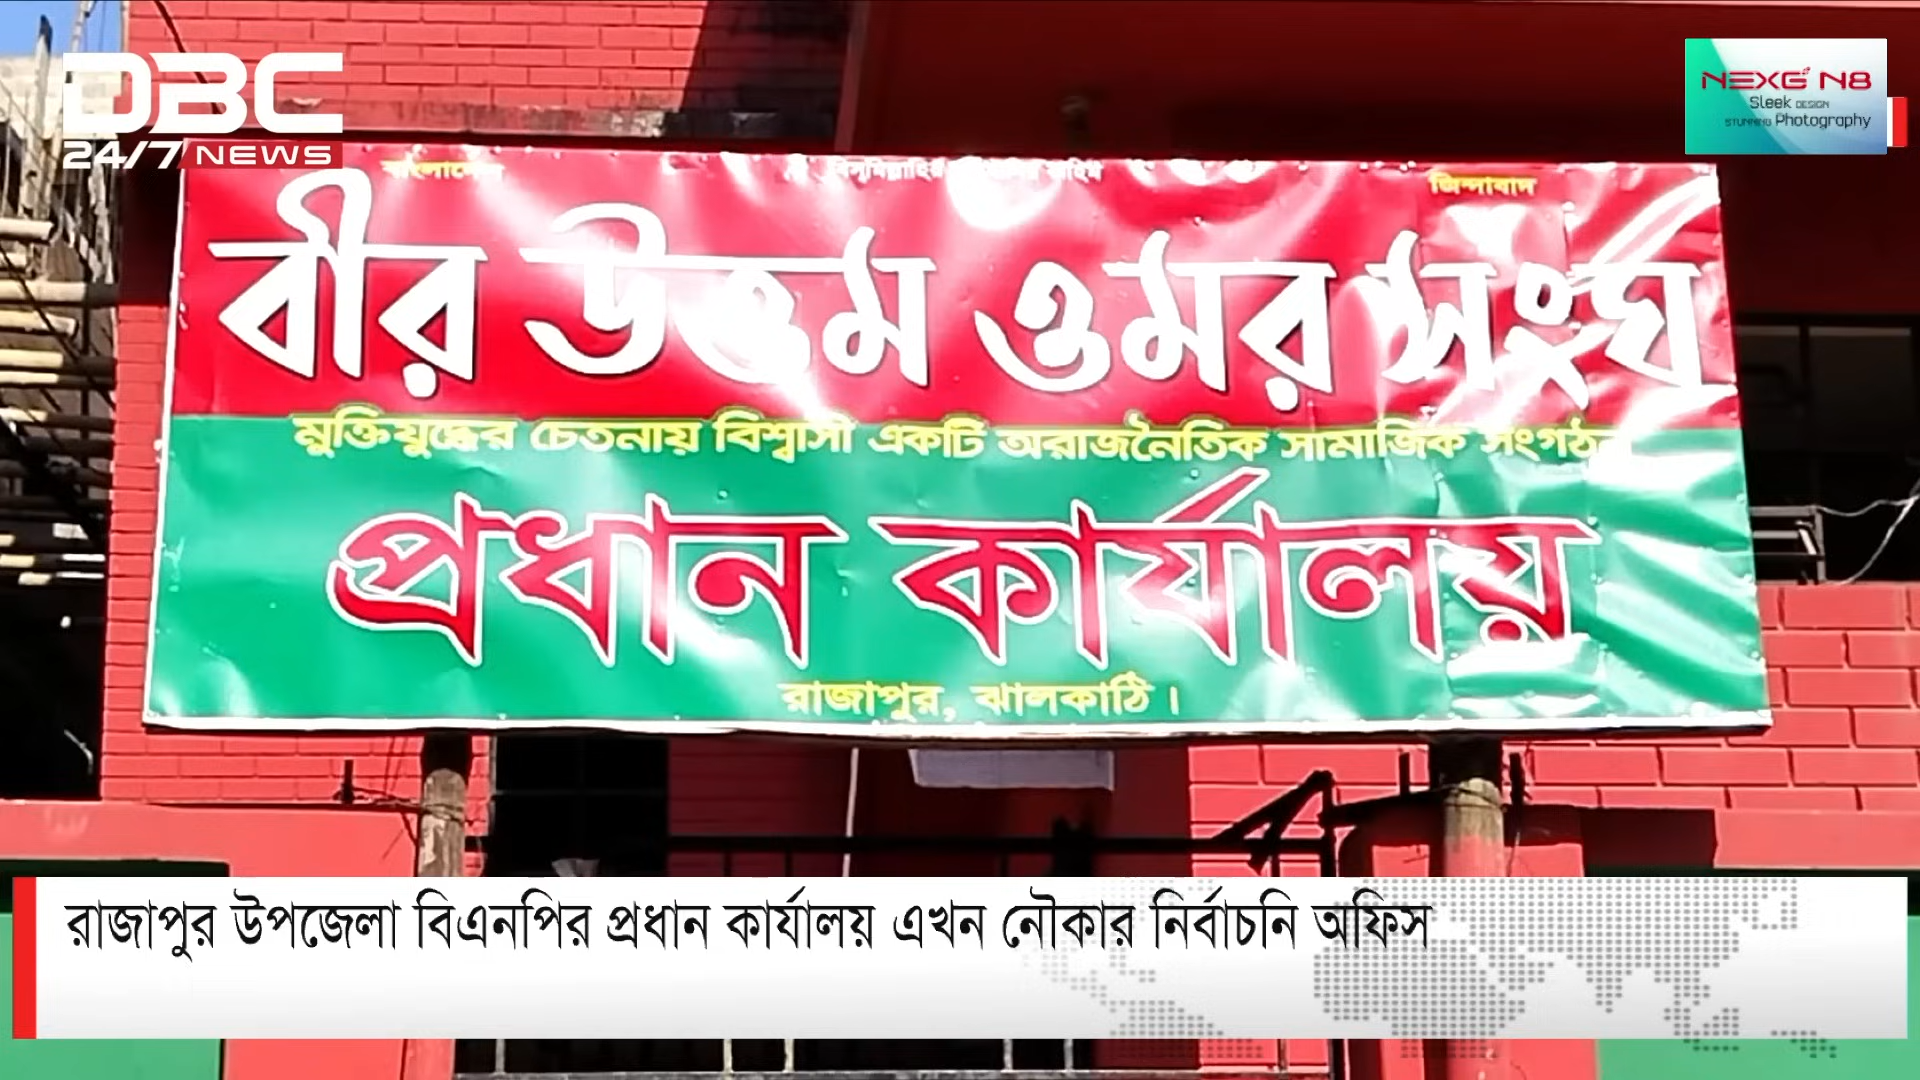 DBC
24/7 NEWS
NEXG N8
Sleek DESIGN
STUNNING Photography
বাংলাদেশ
জিন্দাবাদ
বীর উত্তম ওমর সংঘ
মুক্তিযুদ্ধের চেতনায় বিশ্বাসী একটি অরাজনৈতিক সামাজিক সংগঠন
প্রধান কার্যালয়
রাজাপুর, ঝালকাঠি।
রাজাপুর উপজেলা বিএনপির প্রধান কার্যালয় এখন নৌকার নির্বাচনি অফিস